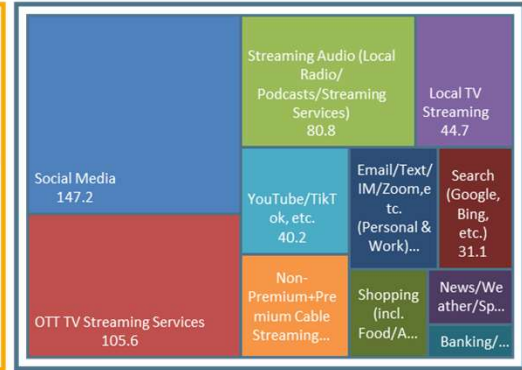 Social Media
147.2
OTT TV Streaming Services
105.6
Streaming Audio (Local
Radio/
Podcasts/Streaming
Services)
80.8
Local TV
Streaming
44.7
YouTube/TikT
ok, etc.
40.2
Email/Text/
IM/Zoom,e
tc.
(Personal &
Work)...
Search
(Google,
Bing,
etc.)
31.1
Non-
Premium+Pre
mium Cable
Streaming...
Shopping
(incl.
Food/A...
News/We
ather/Sp...
Banking/...